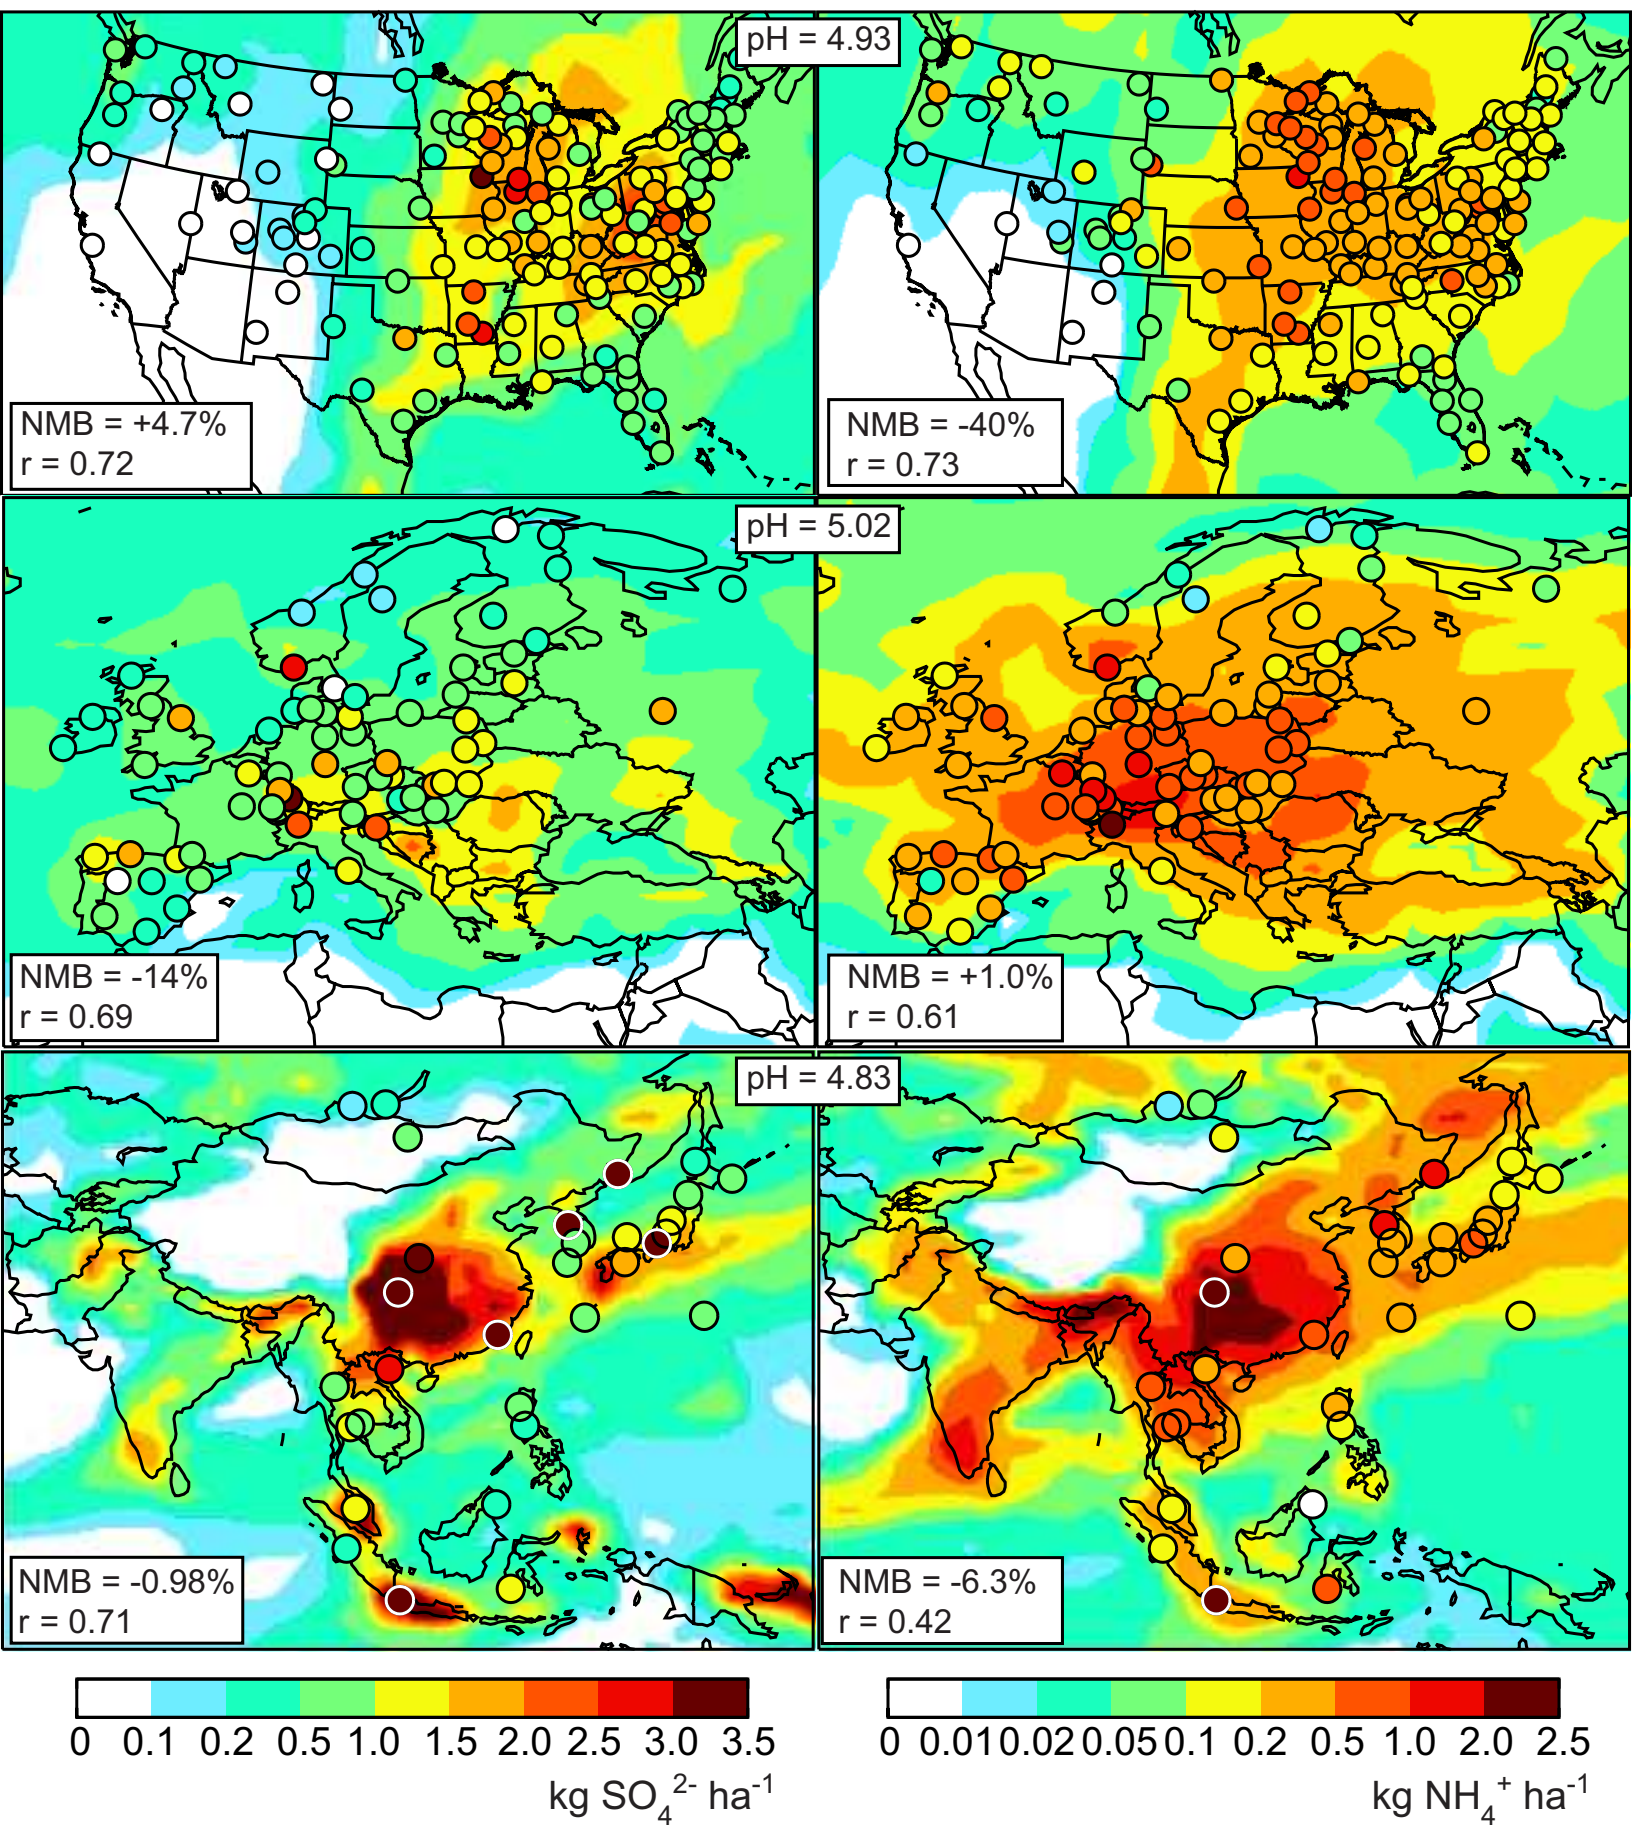 pH = 4.93
NMB = +4.7%
r = 0.72
NMB = -40%
r = 0.73
pH = 5.02
NMB = -14%
r = 0.69
NMB = +1.0%
r = 0.61
pH = 4.83
NMB = -0.98%
r = 0.71
NMB = -6.3%
r = 0.42
0 0.1 0.2 0.5 1.0 1.5 2.0 2.5 3.0 3.5
kg SO₄²⁻ ha⁻¹
0 0.01 0.02 0.05 0.1 0.2 0.5 1.0 2.0 2.5
kg NH₄⁺ ha⁻¹